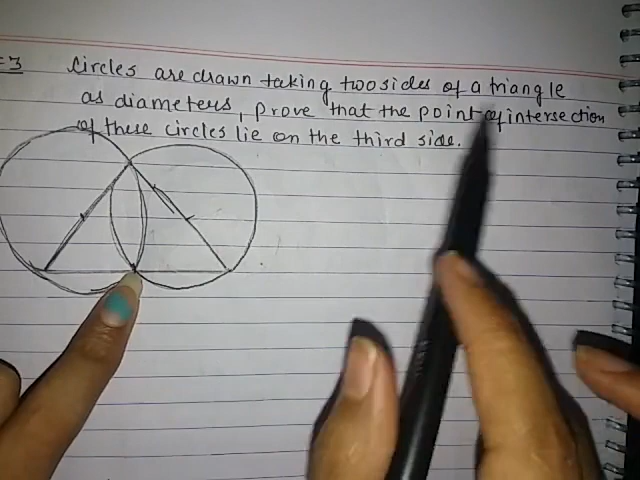 =3 Circles are drawn taking two sides of a triangle
as diameters, prove that the point of intersection
of these circles lie on the third side.